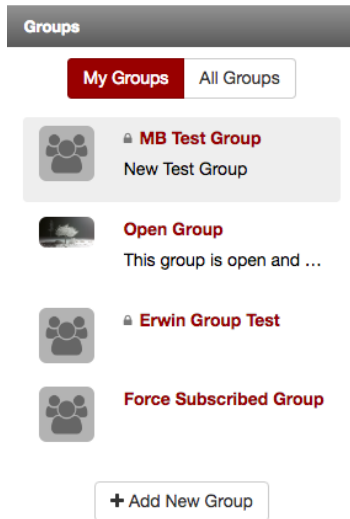 Groups
My Groups All Groups
MB Test Group
New Test Group
Open Group
This group is open and ...
Erwin Group Test
Force Subscribed Group
+ Add New Group